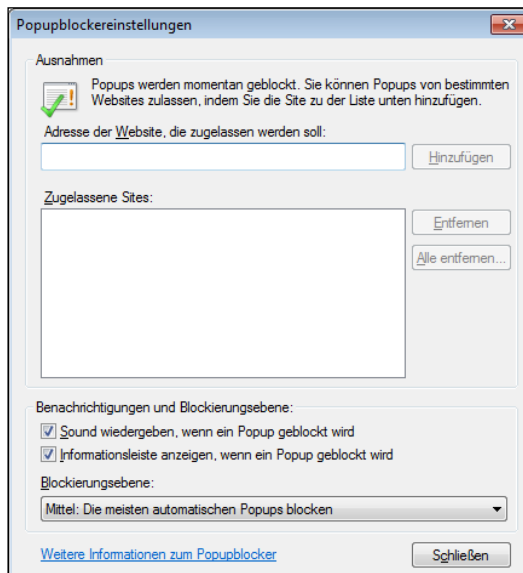 Popupblockereinstellungen
Ausnahmen
Popups werden momentan geblockt. Sie können Popups von bestimmten
Websites zulassen, indem Sie die Site zu der Liste unten hinzufügen.
Adresse der Website, die zugelassen werden soll:
Hinzufügen
Zugelassene Sites:
Entfernen
Alle entfernen...
Benachrichtigungen und Blockierungsebene:
Sound wiedergeben, wenn ein Popup geblockt wird
Informationsleiste anzeigen, wenn ein Popup geblockt wird
Blockierungsebene:
Mittel: Die meisten automatischen Popups blocken
Weitere Informationen zum Popupblocker
Schließen